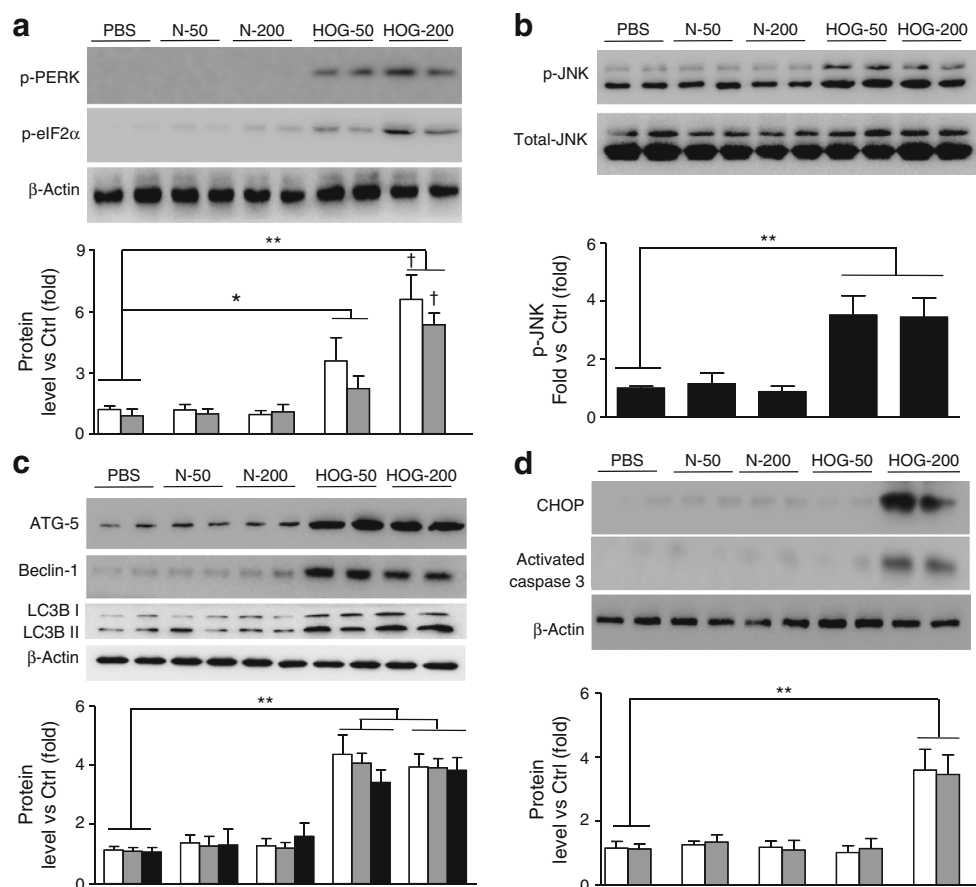 a
PBS N-50 N-200 HOG-50 HOG-200
p-PERK
p-eIF2α
β-Actin
Protein
level vs Ctrl (fold)
9
6
3
0
**
*
†
†
b
PBS N-50 N-200 HOG-50 HOG-200
p-JNK
Total-JNK
p-JNK
Fold vs Ctrl (fold)
6
4
2
0
**
c
PBS N-50 N-200 HOG-50 HOG-200
ATG-5
Beclin-1
LC3B I
LC3B II
β-Actin
Protein
level vs Ctrl (fold)
6
4
2
0
**
d
PBS N-50 N-200 HOG-50 HOG-200
CHOP
Activated
caspase 3
β-Actin
Protein
level vs Ctrl (fold)
6
4
2
0
**